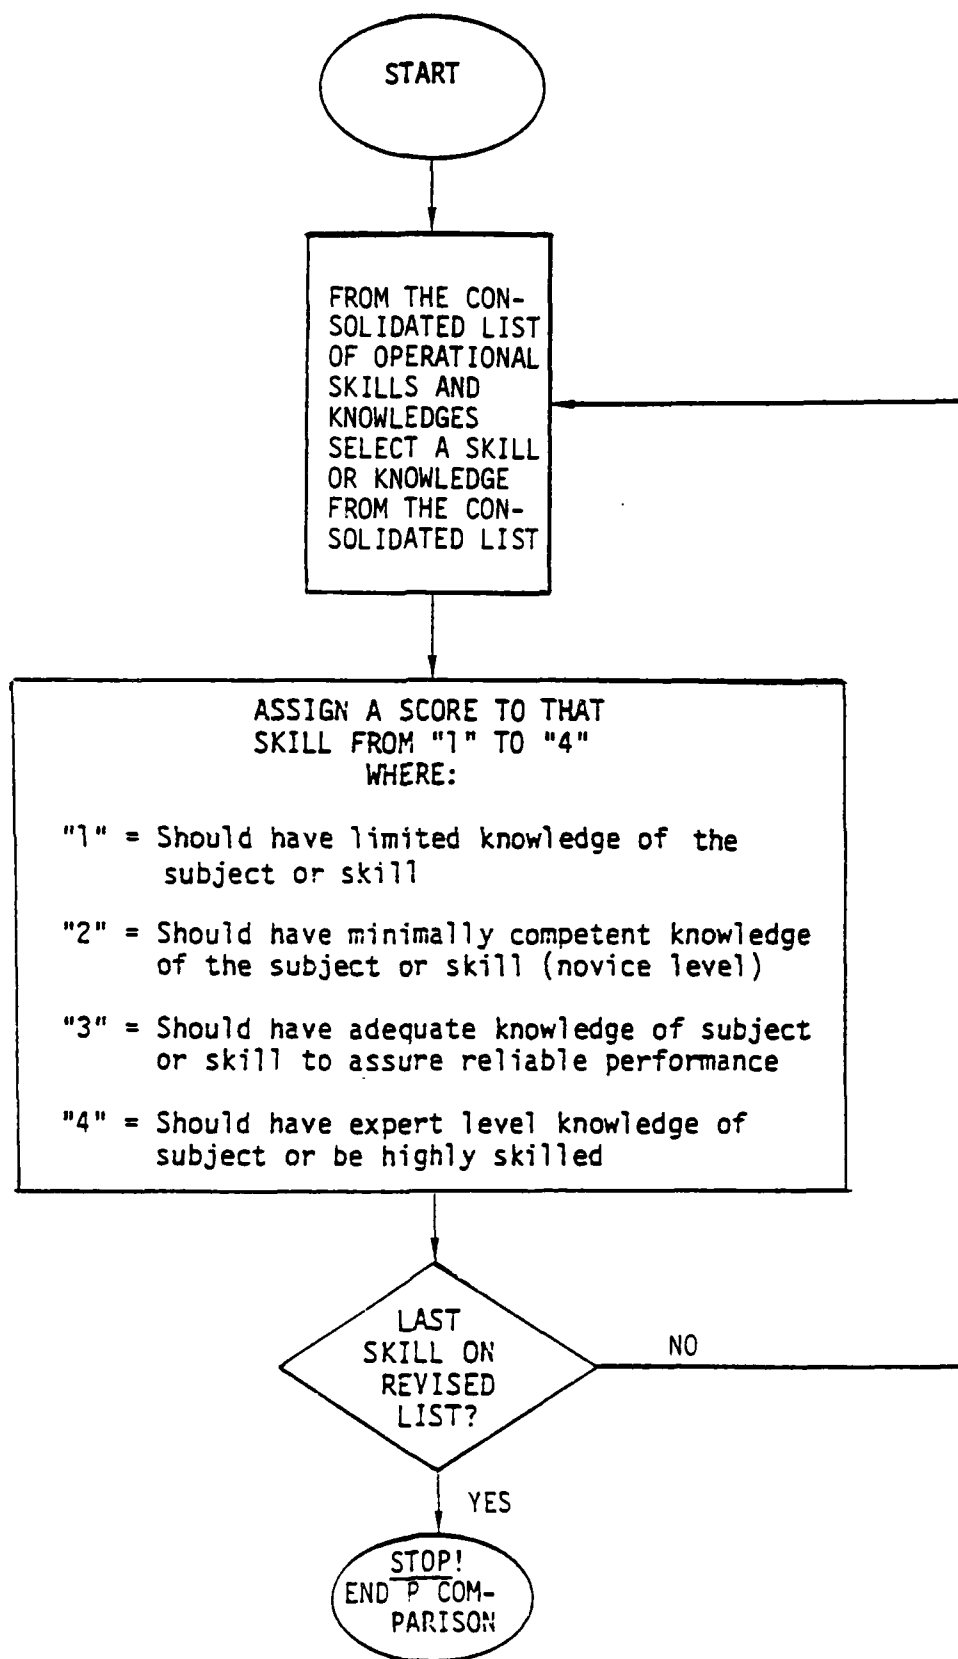 START
FROM THE CON-
SOLIDATED LIST
OF OPERATIONAL
SKILLS AND
KNOWLEDGES
SELECT A SKILL
OR KNOWLEDGE
FROM THE CON-
SOLIDATED LIST
ASSIGN A SCORE TO THAT
SKILL FROM "1" TO "4"
WHERE:
"1" = Should have limited knowledge of the
subject or skill
"2" = Should have minimally competent knowledge
of the subject or skill (novice level)
"3" = Should have adequate knowledge of subject
or skill to assure reliable performance
"4" = Should have expert level knowledge of
subject or be highly skilled
LAST
SKILL ON
REVISED
LIST?
NO
YES
STOP!
END P COM-
PARISON